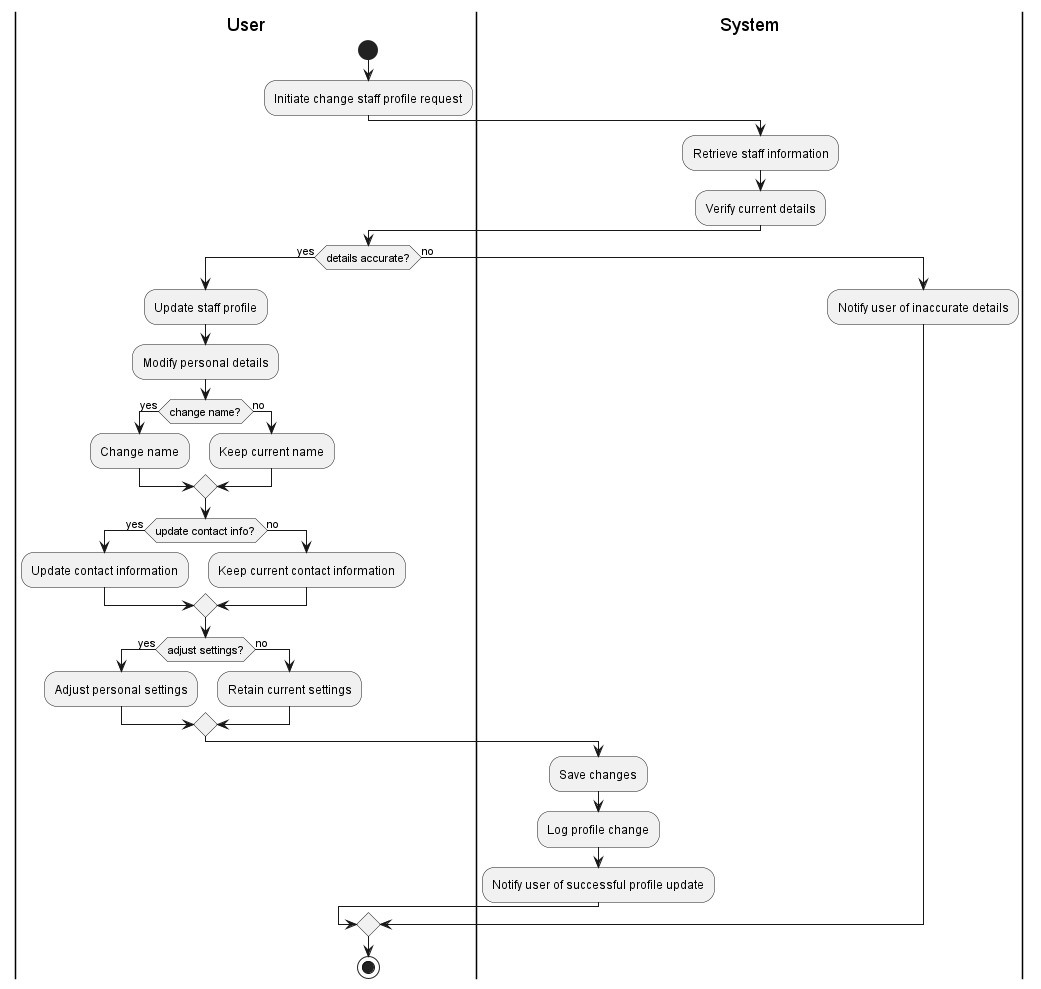 User
System
Initiate change staff profile request
Retrieve staff information
Verify current details
yes
details accurate?
no
Update staff profile
Notify user of inaccurate details
Modify personal details
yes
change name?
no
Change name
Keep current name
yes
update contact info?
no
Update contact information
Keep current contact information
yes
adjust settings?
no
Adjust personal settings
Retain current settings
Save changes
Log profile change
Notify user of successful profile update